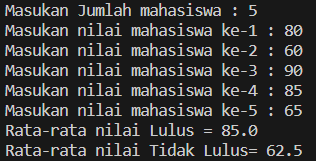 Masukan Jumlah mahasiswa : 5
Masukan nilai mahasiswa ke-1 : 80
Masukan nilai mahasiswa ke-2 : 60
Masukan nilai mahasiswa ke-3 : 90
Masukan nilai mahasiswa ke-4 : 85
Masukan nilai mahasiswa ke-5 : 65
Rata-rata nilai Lulus = 85.0
Rata-rata nilai Tidak Lulus= 62.5